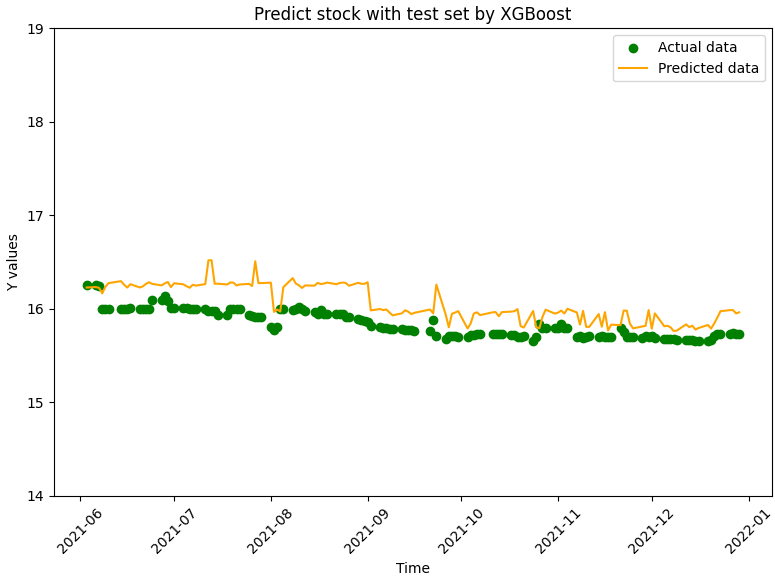 Predict stock with test set by XGBoost
Actual data
Predicted data
Y values
19
18
17
16
15
14
2021-06
2021-07
2021-08
2021-09
2021-10
2021-11
2021-12
2022-01
Time